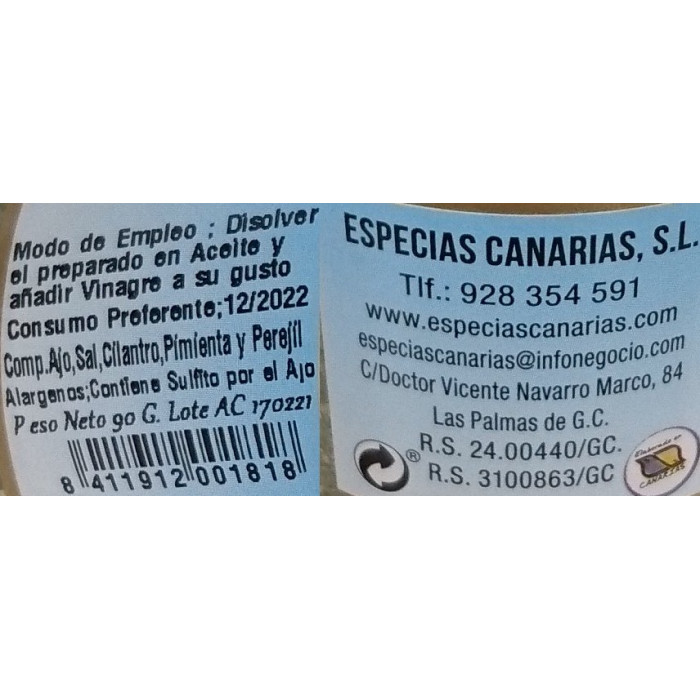 Modo de Empleo ; Disolver
el preparado en Aceite y
añadir Vinagre a su gusto
Consumo Preferente;12/2022
Comp.Ajo,Sal,Cilantro,Pimienta y Perejil
Alargenos;Contiene Sulfito por el Ajo
Peso Neto 90 G. Lote AC 170221
8 411912 001818
ESPECIAS CANARIAS, S.L.
Tlf.: 928 354 591
www.especiascanarias.com
especiascanarias@infonegocio.com
C/Doctor Vicente Navarro Marco, 84
Las Palmas de G.C.
R.S. 24.00440/GC.
®
R.S. 3100863/GC
Elaborado en
CANARIAS